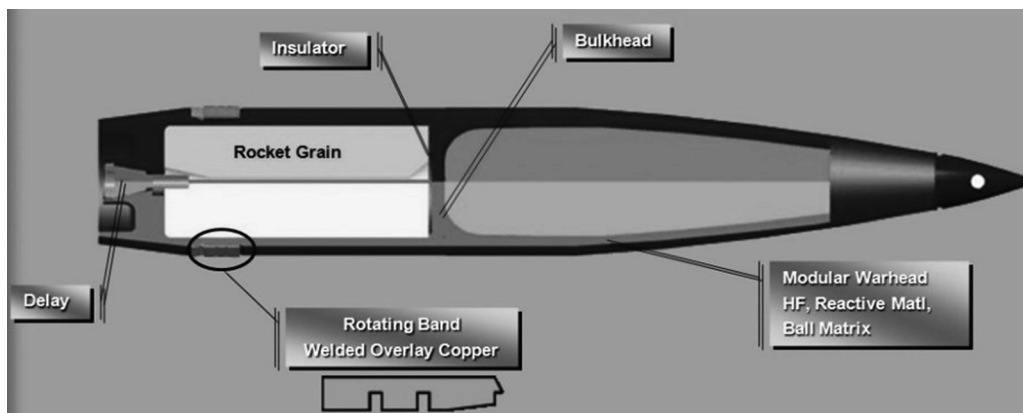 Insulator
Bulkhead
Rocket Grain
Delay
Rotating Band
Welded Overlay Copper
Modular Warhead
HF, Reactive Matl,
Ball Matrix